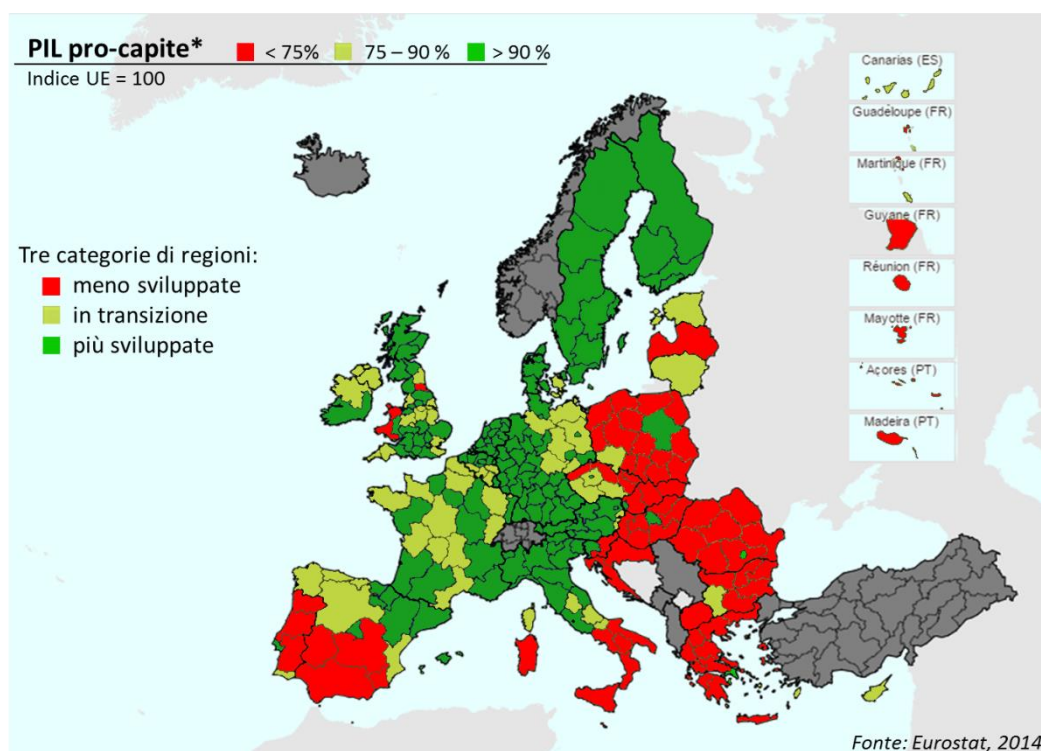 PIL pro-capite* < 75% 75 – 90 % > 90 %
Indice UE = 100
Tre categorie di regioni:
meno sviluppate
in transizione
più sviluppate
Canarias (ES)
Guadeloupe (FR)
Martinique (FR)
Guyane (FR)
Réunion (FR)
Mayotte (FR)
Açores (PT)
Madeira (PT)
Fonte: Eurostat, 2014